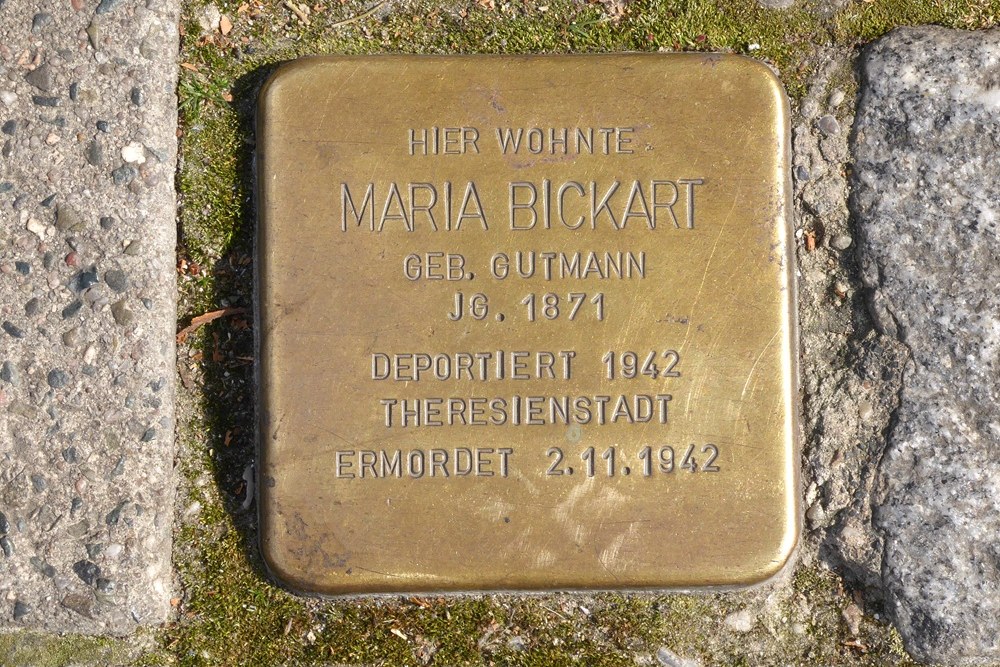 HIER WOHNTE
MARIA BICKART
GEB. GUTMANN
JG. 1871
DEPORTIERT 1942
THERESIENSTADT
ERMORDET 2.11.1942